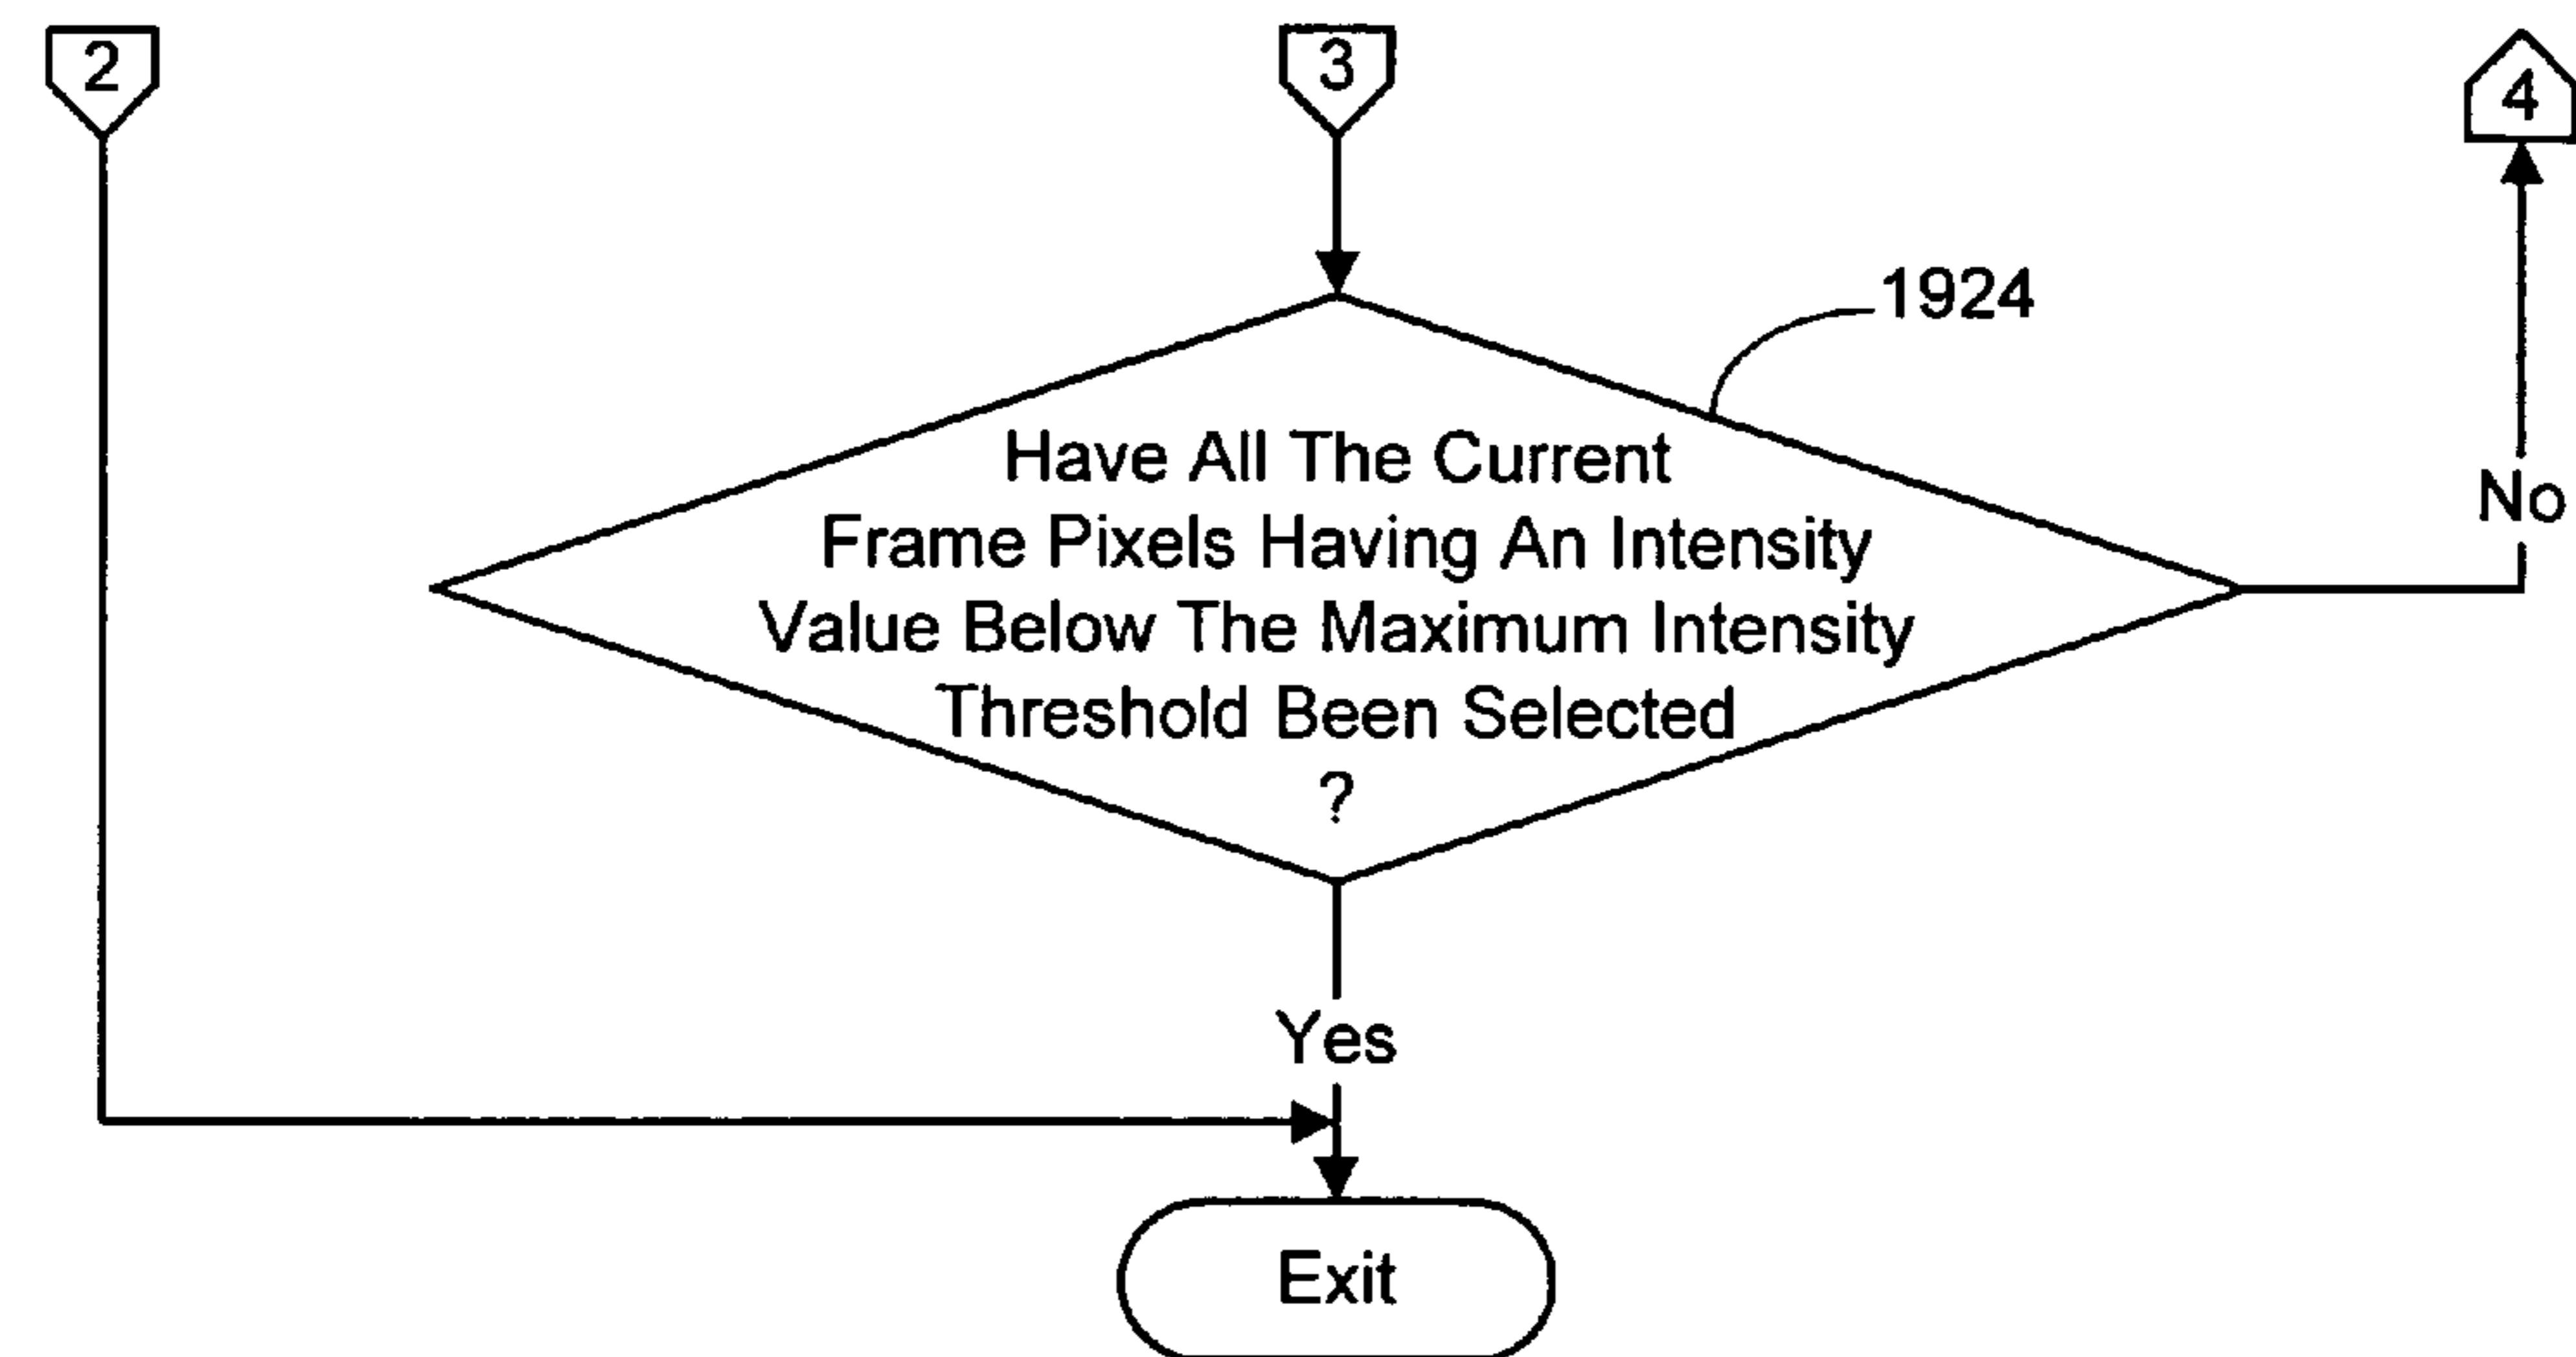 2
3
4
1924
Have All The Current
Frame Pixels Having An Intensity
Value Below The Maximum Intensity
Threshold Been Selected
?
No
Yes
Exit